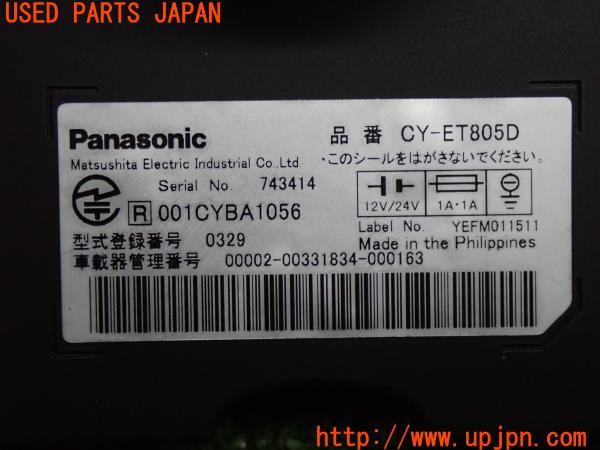 USED PARTS JAPAN
Panasonic
品 番 CY-ET805D
Matsushita Electric Industrial Co.,Ltd.
・このシールをはがさないでください。
Serial No. 743414
R 001CYBA1056
12V/24V
1A・1A
Label No. YEFM011511
型式登録番号 0329
Made in the Philippines
車載器管理番号 00002-00331834-000163
URL:
http://www.upjpn.com